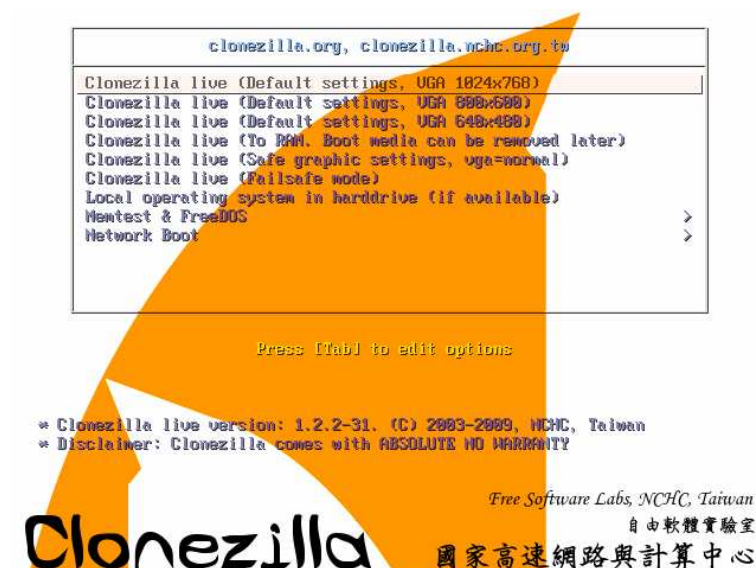 clonezilla.org, clonezilla.nchc.org.tw
Clonezilla live (Default settings, VGA 1024x768)
Clonezilla live (Default settings, VGA 800x600)
Clonezilla live (Default settings, VGA 640x480)
Clonezilla live (To RAM. Boot media can be removed later)
Clonezilla live (Safe graphic settings, vga=normal)
Clonezilla live (Failsafe mode)
Local operating system in harddrive (if available)
Memtest & FreeDOS >
Network Boot >
Press [Tab] to edit options
* Clonezilla live version: 1.2.2-31. (C) 2003-2009, NCHC, Taiwan
* Disclaimer: Clonezilla comes with ABSOLUTE NO WARRANTY
Free Software Labs, NCHC, Taiwan
自由軟體實驗室
Clonezilla 國家高速網路與計算中心